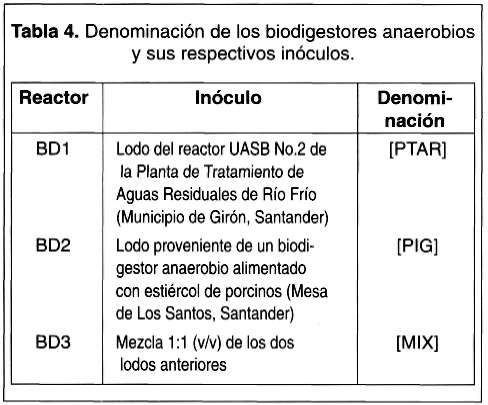 Tabla 4. Denominación de los biodigestores anaerobios
y sus respectivos inóculos.
Reactor Inóculo Denomi-
nación
BD1 Lodo del reactor UASB No.2 de [PTAR]
la Planta de Tratamiento de
Aguas Residuales de Río Frío
(Municipio de Girón, Santander)
BD2 Lodo proveniente de un biodi- [PIG]
gestor anaerobio alimentado
con estiércol de porcinos (Mesa
de Los Santos, Santander)
BD3 Mezcla 1:1 (v/v) de los dos [MIX]
lodos anteriores